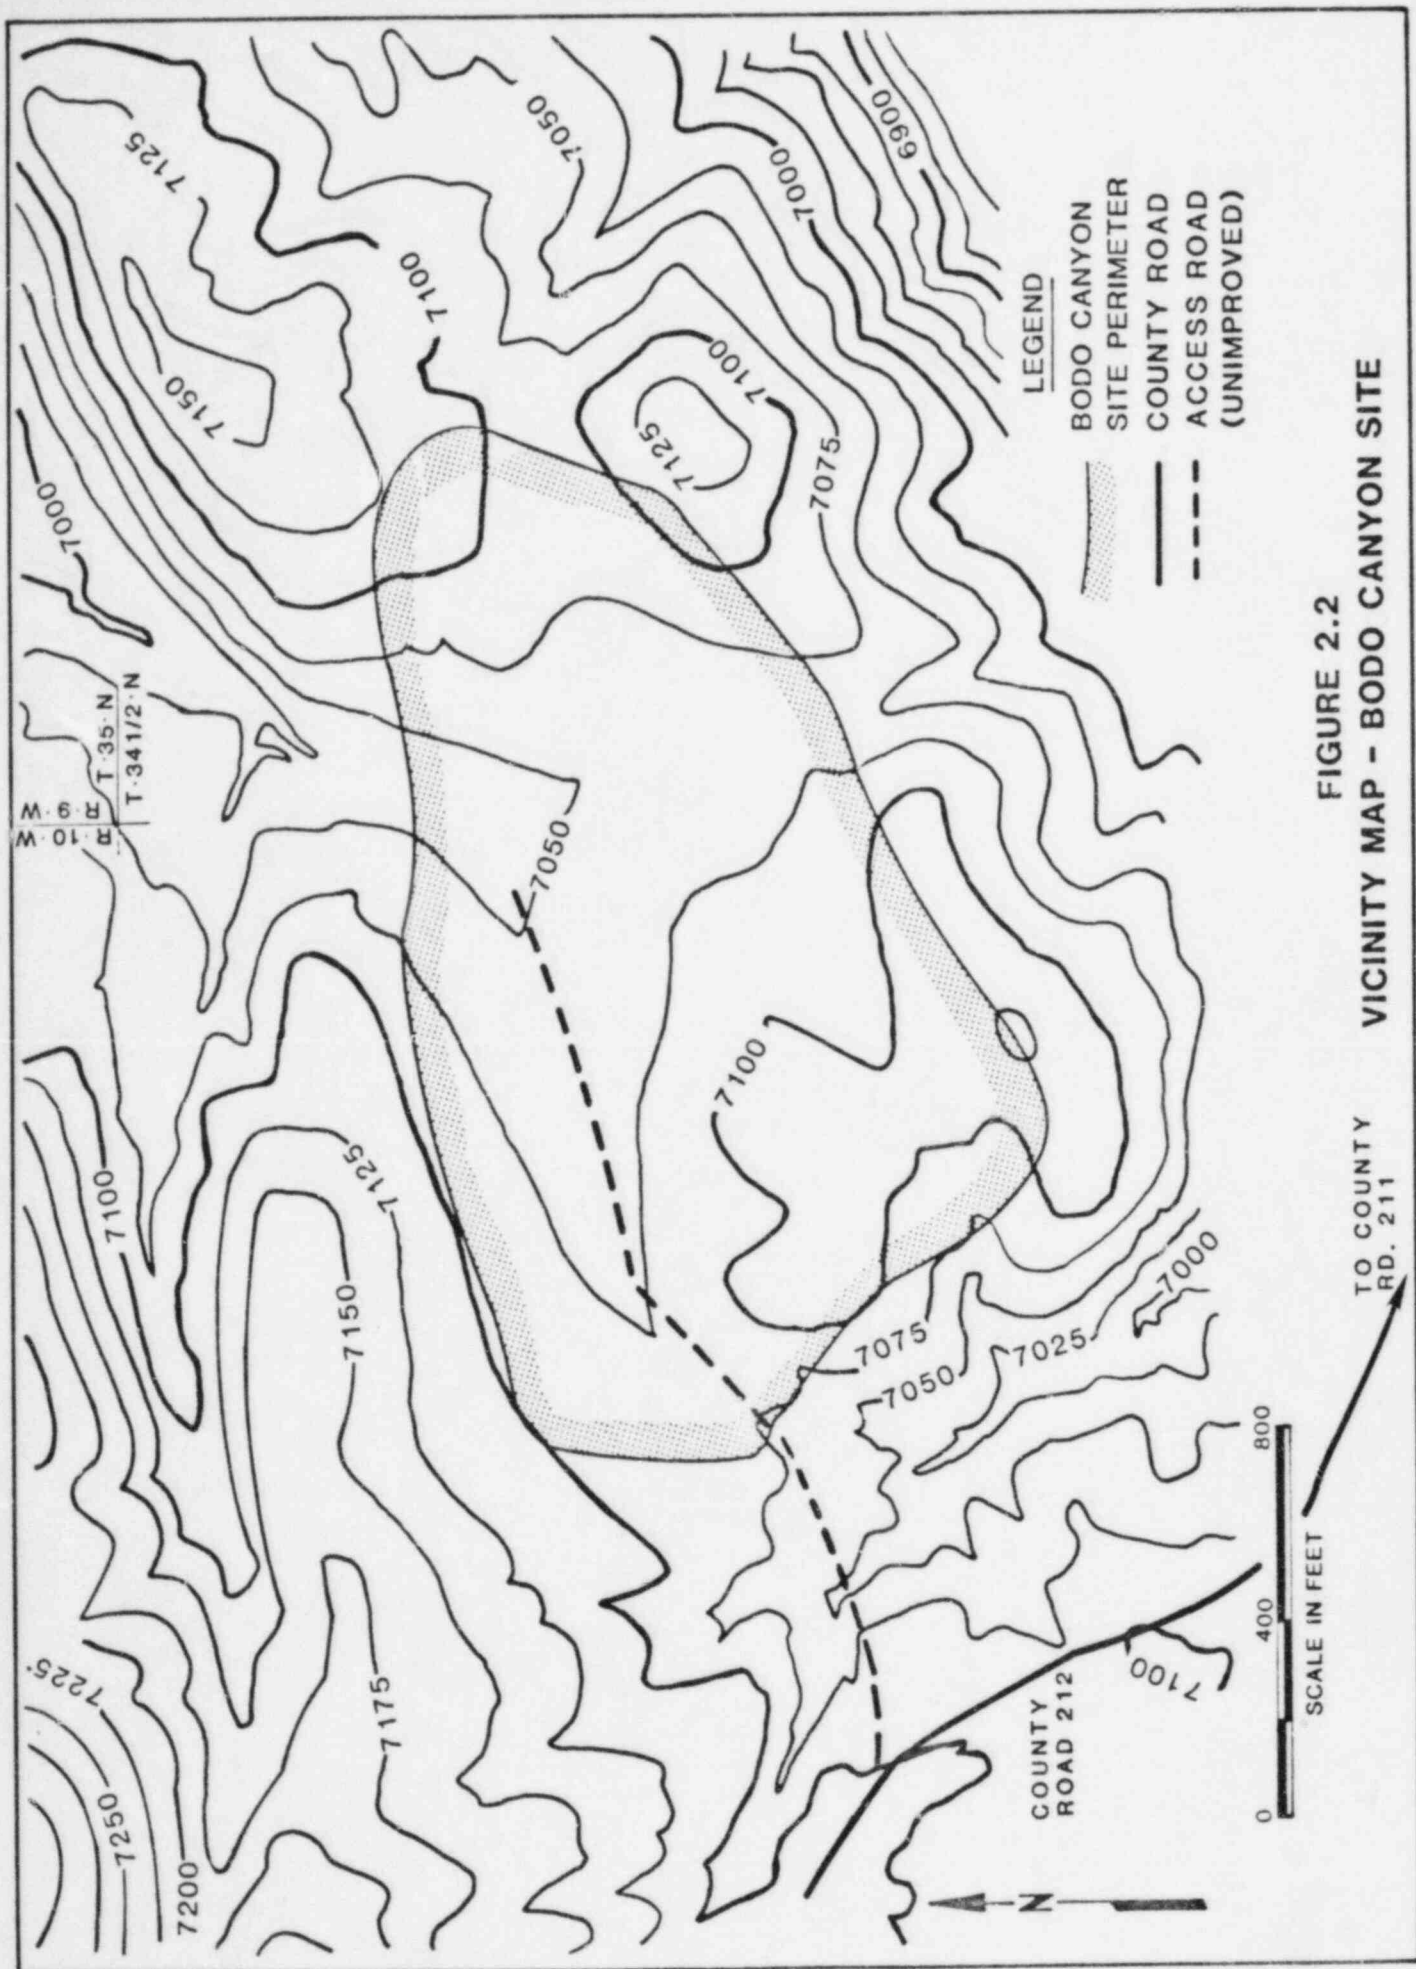 7225'
7250
7200
7175
7150
7125
7100
R·10·W
R·9·W
T·35·N
T·34 1/2·N
7000
7150
7125
7100
7050
7000
6900
7050
7100
7125
7100
7075
7075
7050
7025
7000
7100
COUNTY
ROAD 212
N
LEGEND
BODO CANYON
SITE PERIMETER
COUNTY ROAD
ACCESS ROAD
(UNIMPROVED)
0
400
800
SCALE IN FEET
TO COUNTY
RD. 211
FIGURE 2.2
VICINITY MAP - BODO CANYON SITE